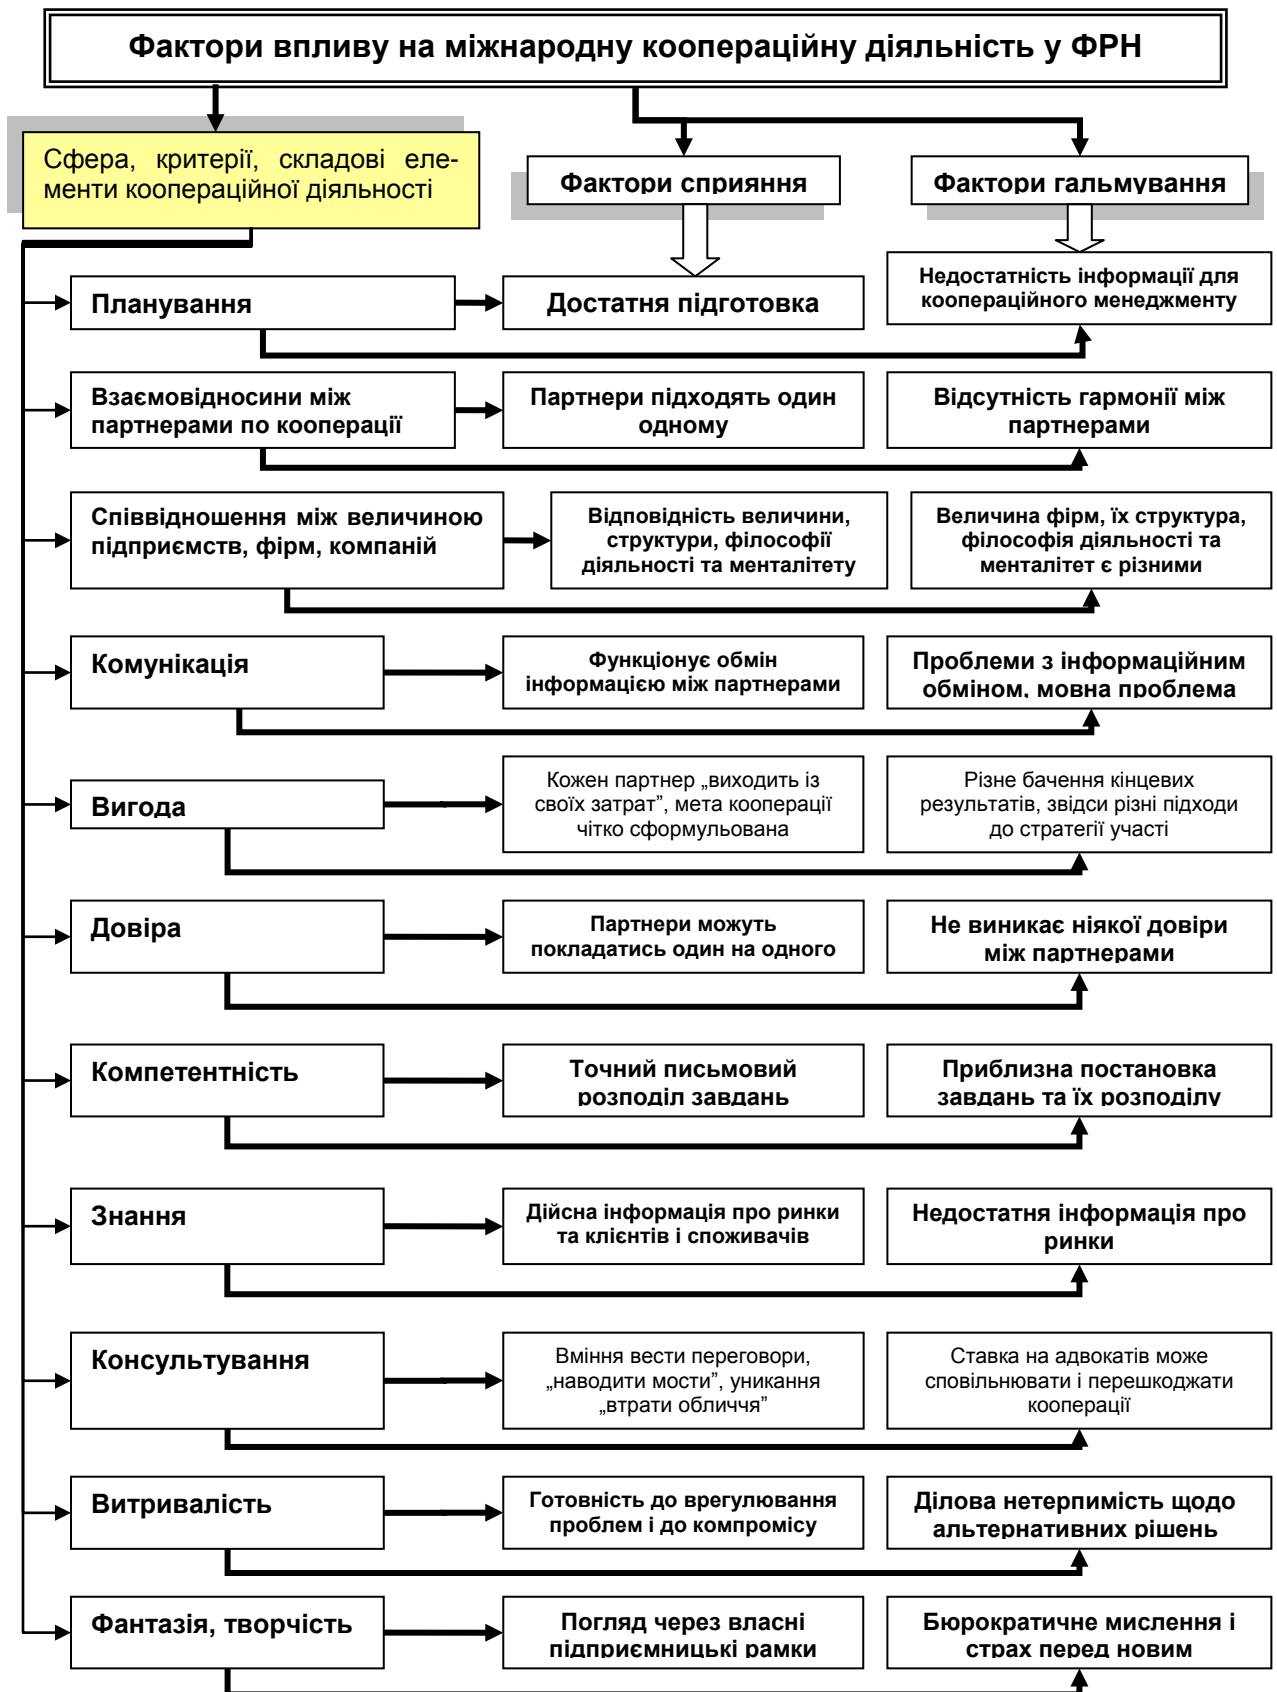 Фактори впливу на міжнародну коопераційну діяльність у ФРН
Сфера, критерії, складові еле-
менти коопераційної діяльності
Фактори сприяння
Фактори гальмування
Планування
Достатня підготовка
Недостатність інформації для
коопераційного менеджменту
Взаємовідносини між
партнерами по кооперації
Партнери підходять один
одному
Відсутність гармонії між
партнерами
Співвідношення між величиною
підприємств, фірм, компаній
Відповідність величини,
структури, філософії
діяльності та менталітету
Величина фірм, їх структура,
філософія діяльності та
менталітет є різними
Комунікація
Функціонує обмін
інформацією між партнерами
Проблеми з інформаційним
обміном, мовна проблема
Вигода
Кожен партнер „виходить із
своїх затрат”, мета кооперації
чітко сформульована
Різне бачення кінцевих
результатів, звідси різні підходи
до стратегії участі
Довіра
Партнери можуть
покладатись один на одного
Не виникає ніякої довіри
між партнерами
Компетентність
Точний письмовий
розподіл завдань
Приблизна постановка
завдань та їх розподілу
Знання
Дійсна інформація про ринки
та клієнтів і споживачів
Недостатня інформація про
ринки
Консультування
Вміння вести переговори,
„наводити мости”, уникання
„втрати обличчя”
Ставка на адвокатів може
сповільнювати і перешкоджати
кооперації
Витривалість
Готовність до врегулювання
проблем і до компромісу
Ділова нетерпимість щодо
альтернативних рішень
Фантазія, творчість
Погляд через власні
підприємницькі рамки
Бюрократичне мислення і
страх перед новим